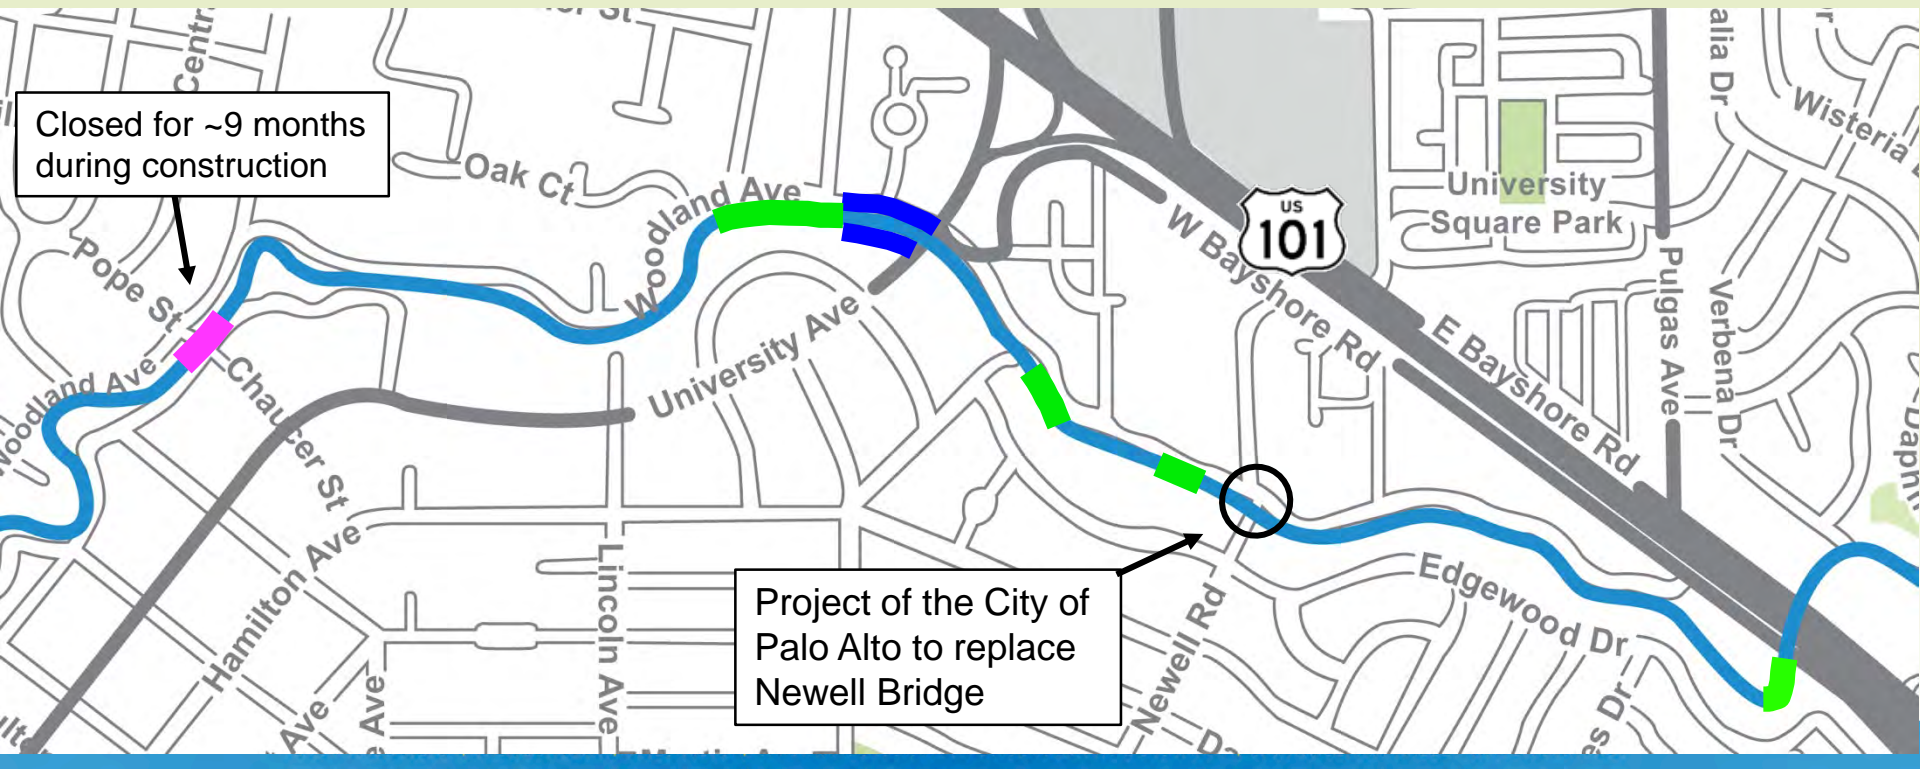 Closed for ~9 months
during construction
Oak Ct
Woodland Ave
Pope St
Woodland Ave
Chaucer St
University Ave
Hamilton Ave
Lincoln Ave
US
101
W Bayshore Rd
E Bayshore Rd
University
Square Park
Pulgas Ave
Verbena Dr
Wisteria
Edgewood Dr
Newell Rd
Project of the City of
Palo Alto to replace
Newell Bridge
Ave
Ave